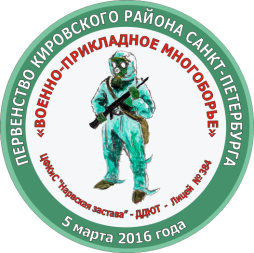 ПЕРВЕНСТВО КИРОВСКОГО РАЙОНА САНКТ-ПЕТЕРБУРГА
«ВОЕННО-ПРИКЛАДНОЕ МНОГОБОРЬЕ»
ЦФКиС "Нарвская застава" - ДДЮТ - Лицей № 384
5 марта 2016 года